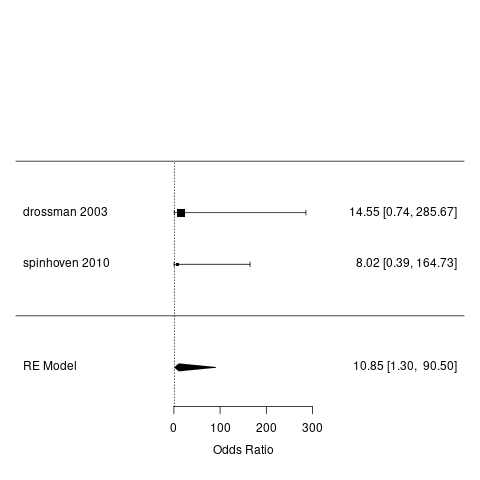 drossman 2003 14.55 [0.74, 285.67]
spinhoven 2010 8.02 [0.39, 164.73]
RE Model 10.85 [1.30, 90.50]
0 100 200 300
Odds Ratio